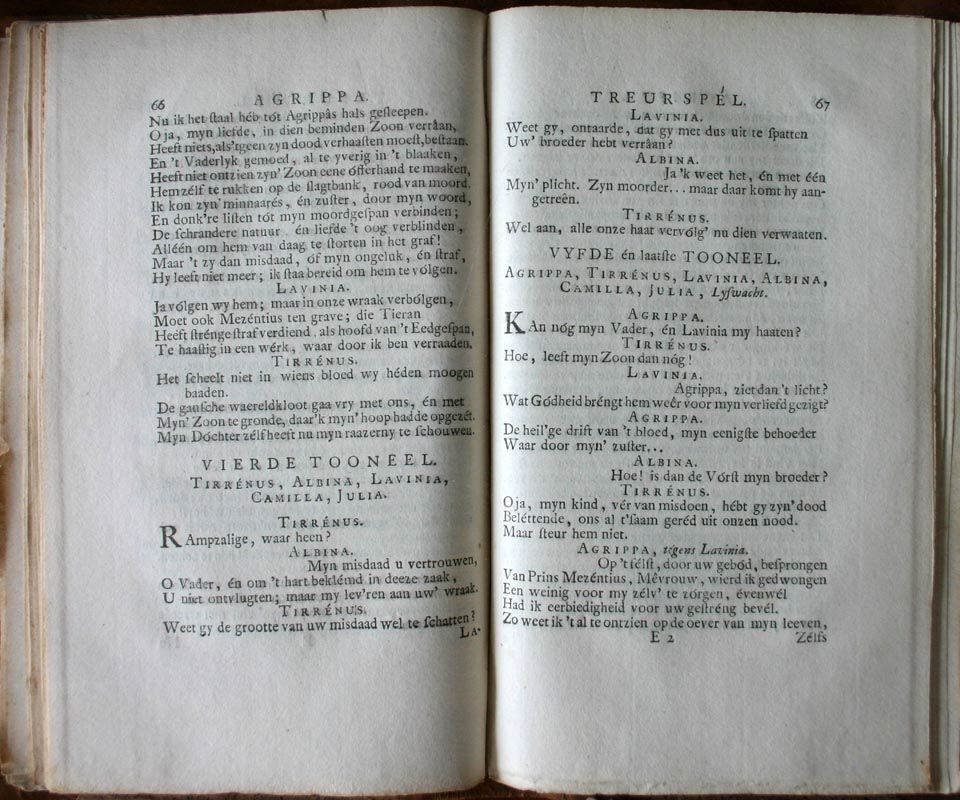 66 AGRIPPA.
Nu ik het ſtaal héb tót Agrippâs hals geſleepen.
O ja, myn liefde, in dien beminden Zoon verrâan,
Heeft niets, als 'tgeen zyn dood verhaaſten moeſt, beſtaan.
En 't Vaderlyk gemoed, al te yverig in 't blaaken,
Heeft niet ontzien zyn' Zoon eene óſferhand te maaken,
Hem zélf te rukken op de ſlagtbank, rood van moord.
Ik kon zyn minnaarés, én zuſter, door myn woord,
En donk're liſten tót myn moordgeſpan verbinden;
De ſchrandere natuur én liefde 't oog verblinden,
Alléén om hem van daag te ſtorten in het graf!
Maar 't zy dan misdaad, óf myn ongeluk, én ſtraf,
Hy leeft niet meer; ik ſtaa bereid om hem te vólgen.
LAVINIA.
Ja vólgen wy hem; maar in onze wraak verbólgen,
Moet ook Mezéntius ten grave; die Tieran
Heéft ſtrénge ſtraf verdiend, als hoofd van 't Eedgeſpan,
Te haaſtig in een wérk, waar door ik ben verraaden.
TIRRÉNUS.
Het ſcheelt niet in wiens bloed wy héden moogen
baaden.
De ganſche waereldkloot gaa vry met ons, én met
Myn' Zoon te gronde, daar 'k myn' hoop hadde opgezét.
Myn Dóchter zélf heeft nu myn raazerny te ſchouwen.
VIERDE TOONEEL.
TIRRÉNUS, ALBINA, LAVINIA,
CAMILLA, JULIA.
TIRRÉNUS.
RAmpzalige, waar heen?
ALBINA.
Myn misdaad u vertrouwen,
O Vader, én om 't hart beklémd in deeze zaak,
U niet ontvlugten; maar my lev'ren aan uw' wraak.
TIRRÉNUS.
Weet gy de grootte van uw misdaad wel te ſchatten?
LA-
TREURSPÉL. 67
LAVINIA.
Weet gy, ontaarde, dat gy met dus uit te ſpatten
Uw' broeder hebt verrâan?
ALBINA.
Ja 'k weet het, én met één
Myn' plicht. Zyn moorder... maar daar komt hy aan-
getreên.
TIRRÉNUS.
Wel aan, alle onze haat vervólg' nu dien verwaaten.
VYFDE én laatſte TOONEEL.
AGRIPPA, TIRRÉNUS, LAVINIA, ALBINA,
CAMILLA, JULIA, Lyfwacht.
AGRIPPA.
KAn nóg myn Vader, én Lavinia my haaten?
TIRRÉNUS.
Hoe, leeft myn Zoon dan nóg!
LAVINIA.
Agrippa, ziet dan 't licht?
Wat Gódheid bréngt hem weêr voor myn verliefd gezigt?
AGRIPPA.
De heil'ge drift van 't bloed, myn eenigſte behoeder
Waar door myn' zuſter...
ALBINA.
Hoe! is dan de Vórſt myn broeder?
TIRRÉNUS.
O ja, myn kind, vér van misdoen, hébt gy zyn' dood
Beléttende, ons al t'ſaam geréd uit onzen nood.
Maar ſteur hem niet.
AGRIPPA, tégens Lavinia.
Op 't félſt, door uw gebód, beſprongen
Van Prins Mezéntius, Mêvrouw, wierd ik gedwongen
Een weinig voor my zélv' te zórgen, évenwél
Had ik eerbiedigheid voor uw geſtréng bevél.
Zo weet ik 't al te ontzien op de oever van myn leeven,
E 2 Zélfs